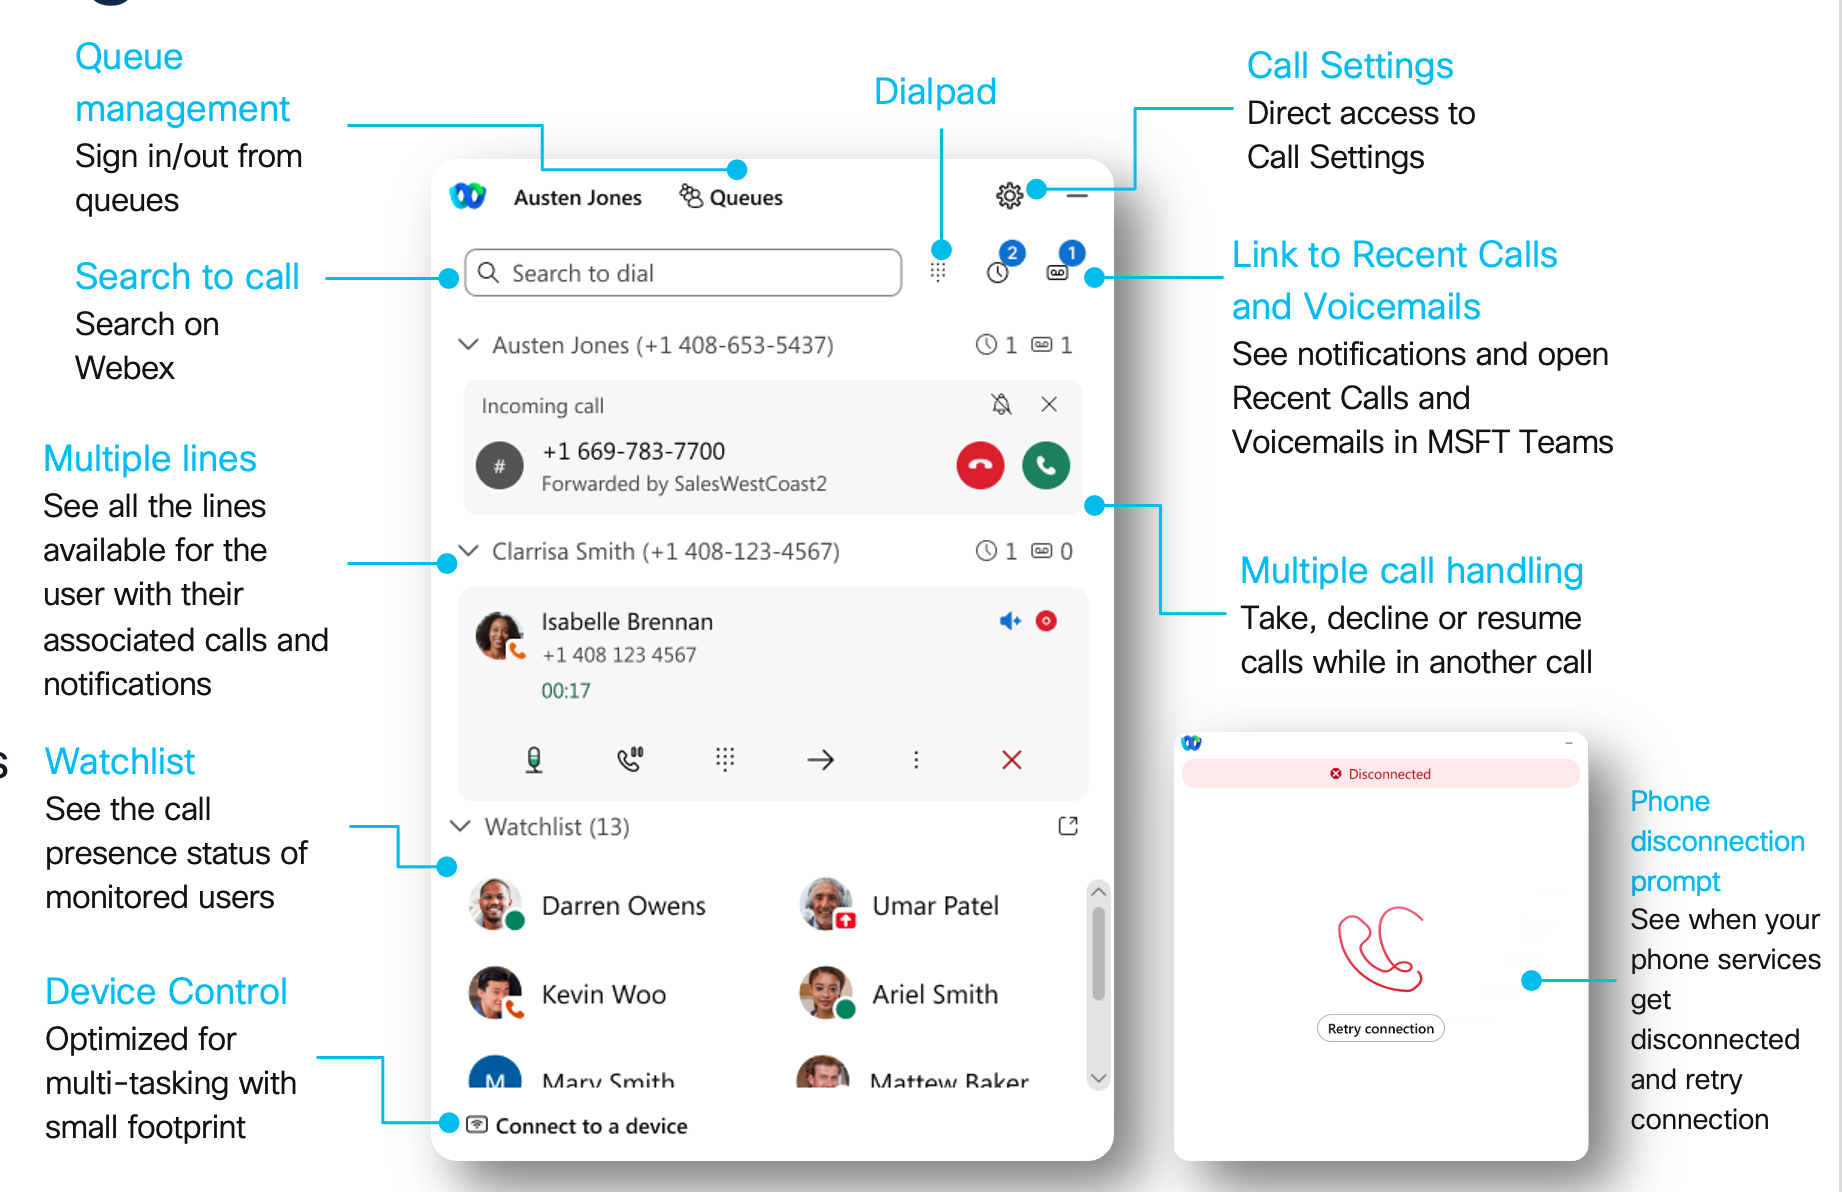 Queue
management
Sign in/out from
queues
Search to call
Search on
Webex
Multiple lines
See all the lines
available for the
user with their
associated calls and
notifications
s
Watchlist
See the call
presence status of
monitored users
Device Control
Optimized for
multi-tasking with
small footprint
Dialpad
Austen Jones Queues
Search to dial
2 1
Austen Jones (+1 408-653-5437) 1 1
Incoming call
# +1 669-783-7700
Forwarded by SalesWestCoast2
Clarrisa Smith (+1 408-123-4567) 1 0
Isabelle Brennan
+1 408 123 4567
00:17
Watchlist (13)
Darren Owens Umar Patel
Kevin Woo Ariel Smith
M Mary Smith Mattew Baker
Connect to a device
Call Settings
Direct access to
Call Settings
Link to Recent Calls
and Voicemails
See notifications and open
Recent Calls and
Voicemails in MSFT Teams
Multiple call handling
Take, decline or resume
calls while in another call
Disconnected
Retry connection
Phone
disconnection
prompt
See when your
phone services
get
disconnected
and retry
connection